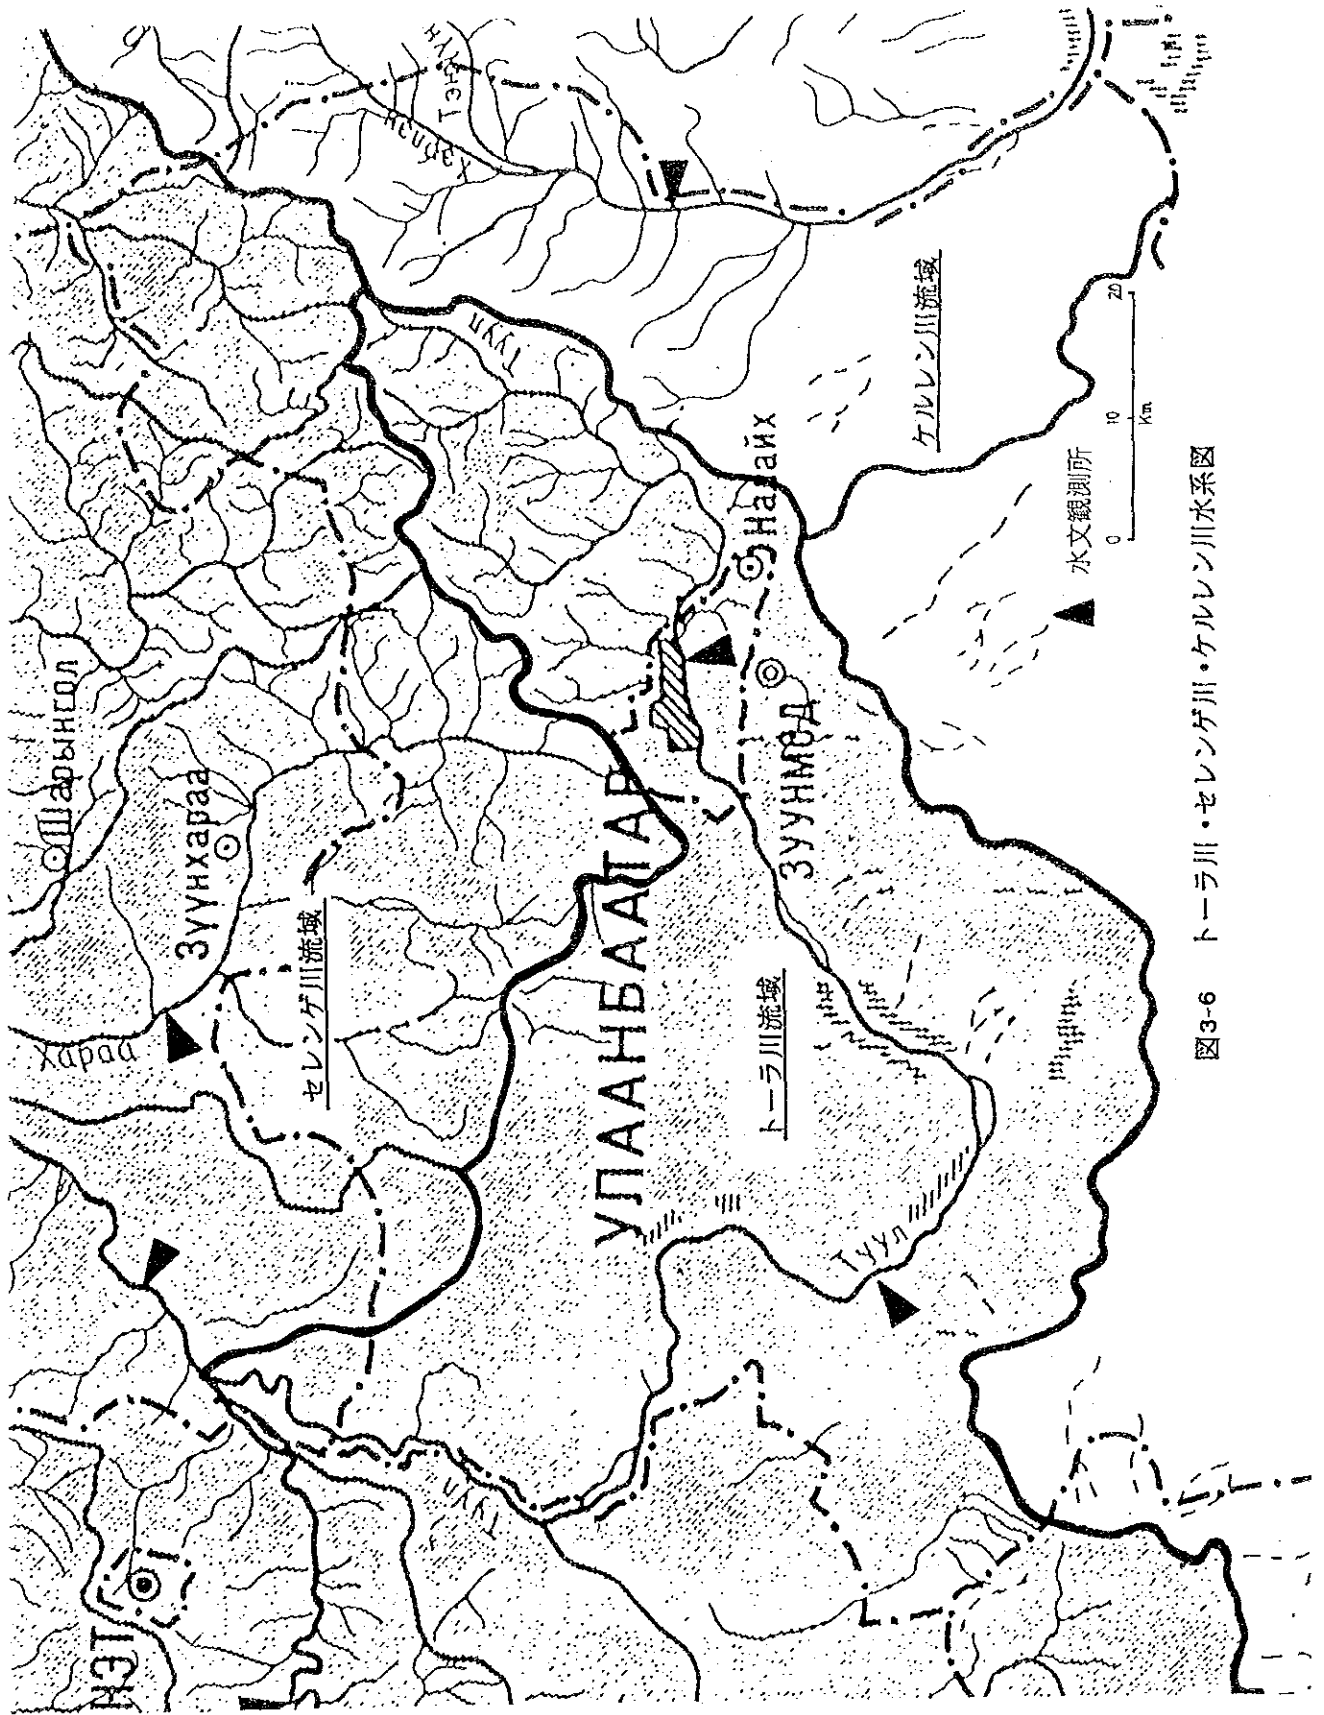 Шарынгол
Зүүнхараа
Хараа
セレンゲ川流域
НЭТ
УЛААНБААТАР
Туул
Туул
Туул
トーラ川流域
Зуунмод
Налайх
Хэрлэн
ケルレン川流域
水文観測所
0 10 20
Km
図3-6 トーラ川・セレンゲ川・ケルレン川水系図